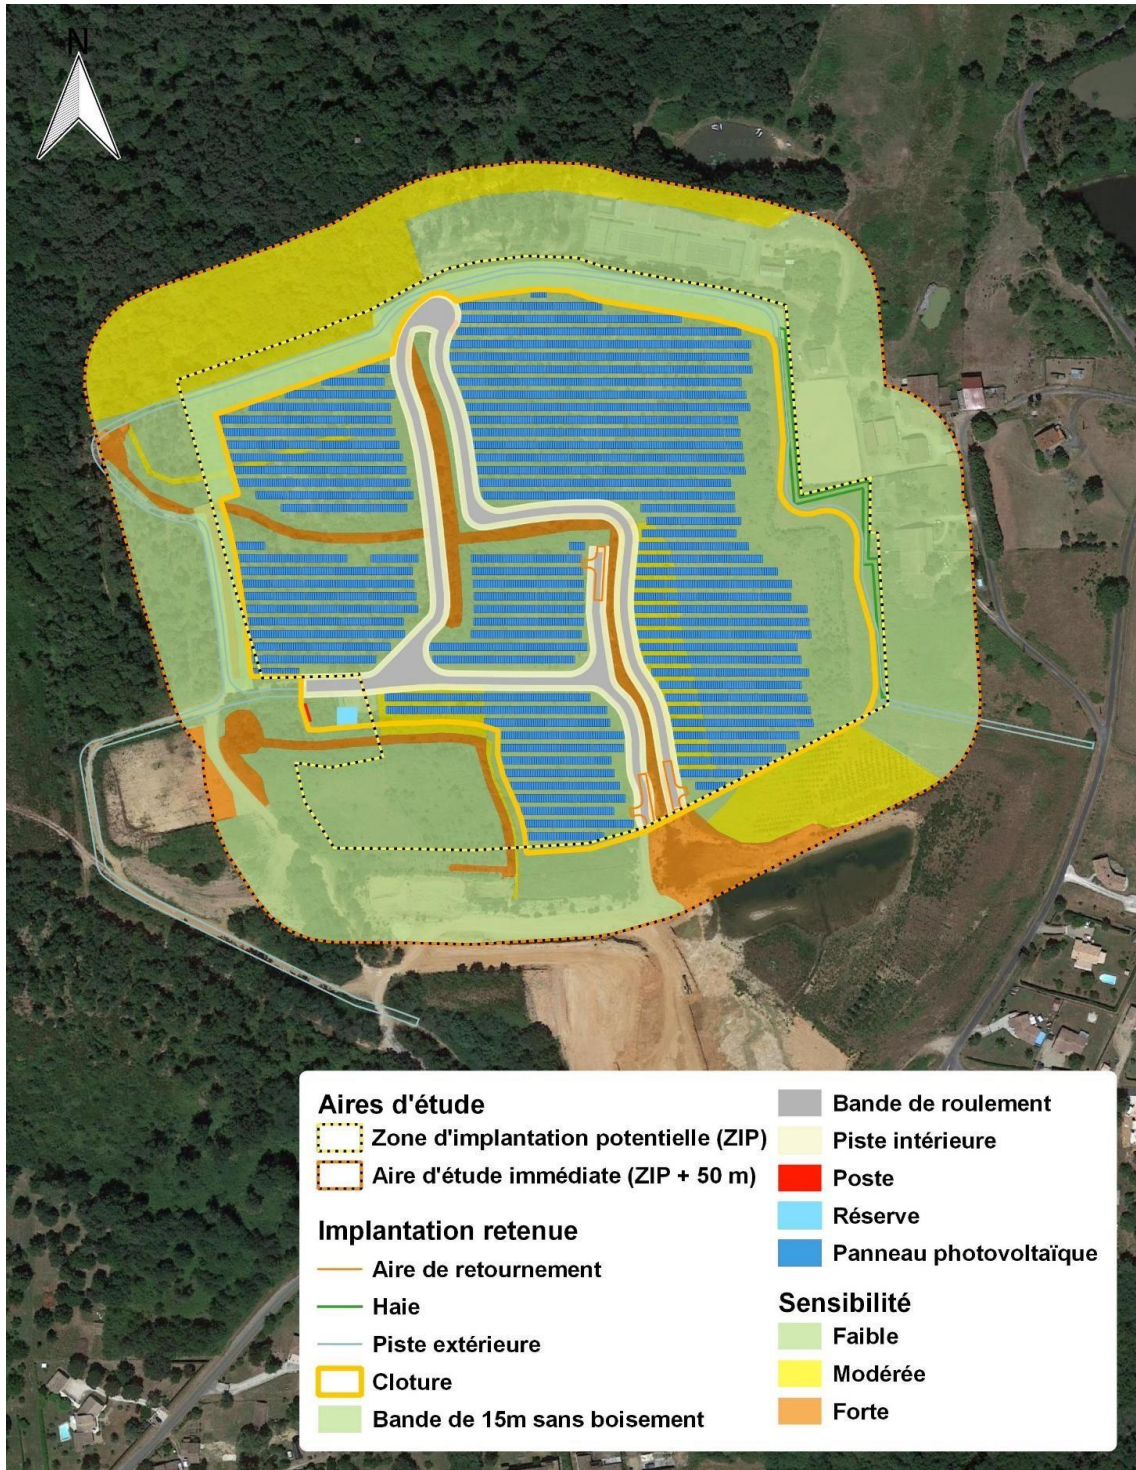 N
Aires d'étude
Zone d'implantation potentielle (ZIP)
Aire d'étude immédiate (ZIP + 50 m)
Implantation retenue
Aire de retournement
Haie
Piste extérieure
Cloture
Bande de 15m sans boisement
Bande de roulement
Piste intérieure
Poste
Réserve
Panneau photovoltaïque
Sensibilité
Faible
Modérée
Forte